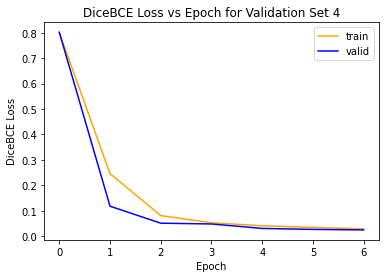 DiceBCE Loss vs Epoch for Validation Set 4
train
valid
DiceBCE Loss
0.8
0.7
0.6
0.5
0.4
0.3
0.2
0.1
0.0
0 1 2 3 4 5 6
Epoch